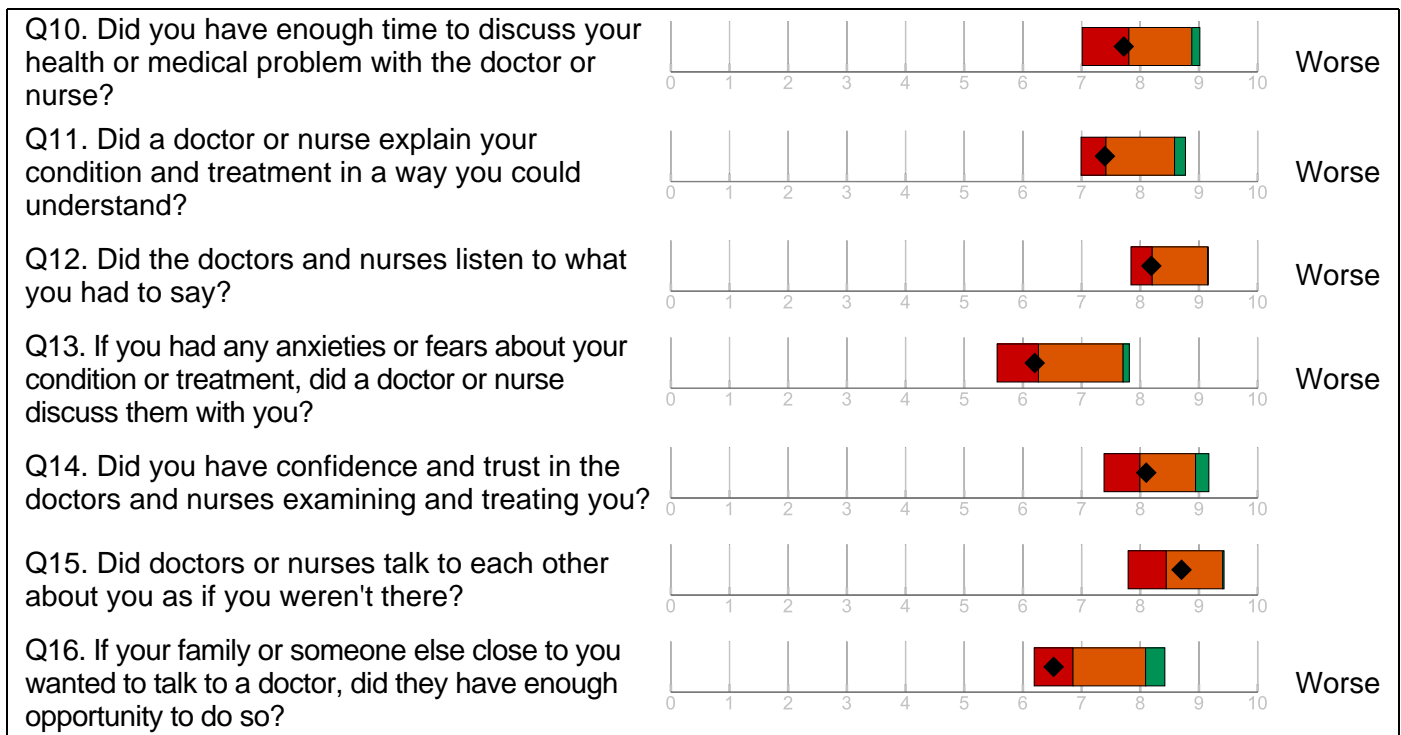 Q10. Did you have enough time to discuss your
health or medical problem with the doctor or
nurse?
0 1 2 3 4 5 6 7 8 9 10
Worse
Q11. Did a doctor or nurse explain your
condition and treatment in a way you could
understand?
0 1 2 3 4 5 6 7 8 9 10
Worse
Q12. Did the doctors and nurses listen to what
you had to say?
0 1 2 3 4 5 6 7 8 9 10
Worse
Q13. If you had any anxieties or fears about your
condition or treatment, did a doctor or nurse
discuss them with you?
0 1 2 3 4 5 6 7 8 9 10
Worse
Q14. Did you have confidence and trust in the
doctors and nurses examining and treating you?
0 1 2 3 4 5 6 7 8 9 10
Q15. Did doctors or nurses talk to each other
about you as if you weren't there?
0 1 2 3 4 5 6 7 8 9 10
Q16. If your family or someone else close to you
wanted to talk to a doctor, did they have enough
opportunity to do so?
0 1 2 3 4 5 6 7 8 9 10
Worse